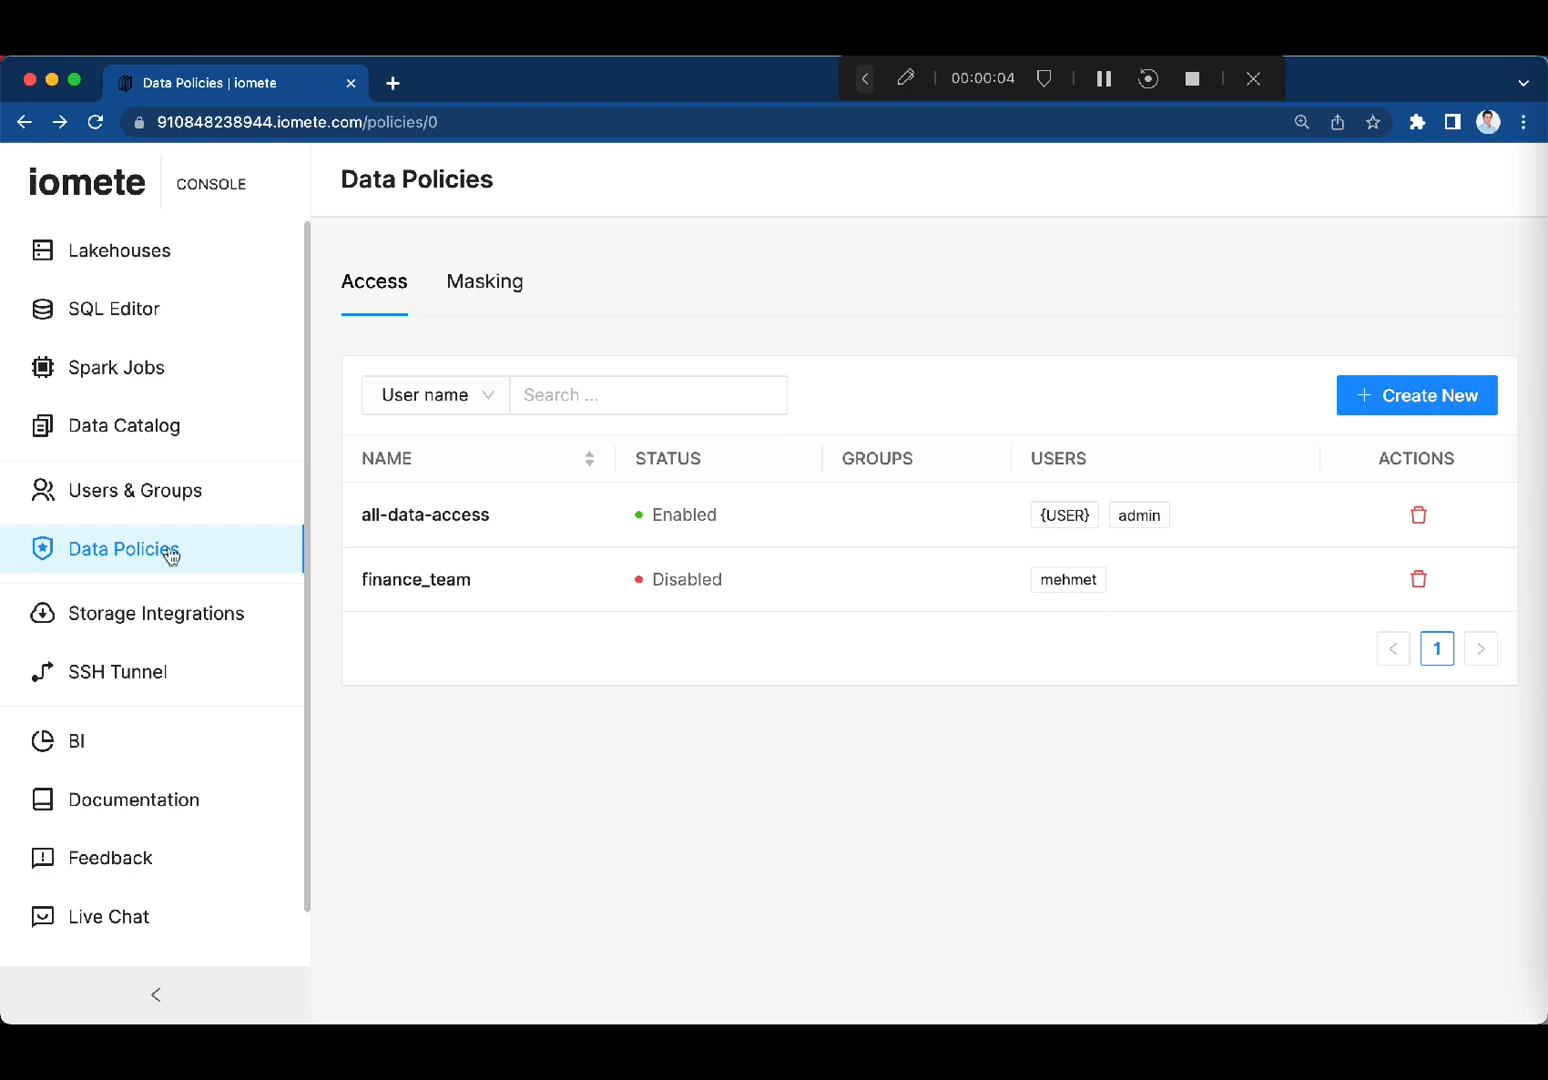 Data Policies | iomete
00:00:04
910848238944.iomete.com/policies/0
iomete CONSOLE
Data Policies
Lakehouses
SQL Editor
Spark Jobs
Data Catalog
Users & Groups
Data Policies
Storage Integrations
SSH Tunnel
BI
Documentation
Feedback
Live Chat
Access Masking
User name Search ... + Create New
NAME STATUS GROUPS USERS ACTIONS
all-data-access Enabled {USER} admin
finance_team Disabled mehmet
< 1 >